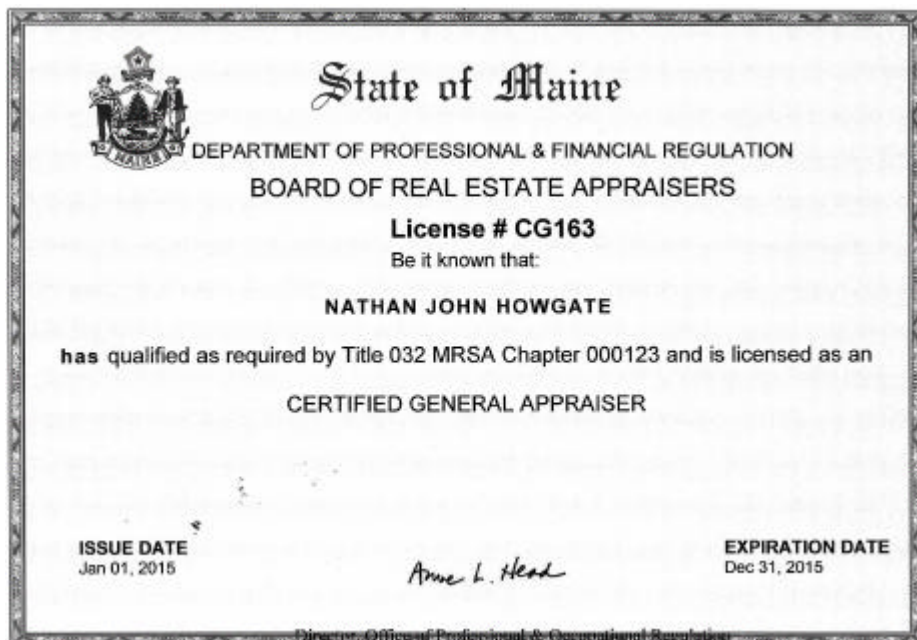 State of Maine
MAINE
DEPARTMENT OF PROFESSIONAL & FINANCIAL REGULATION
BOARD OF REAL ESTATE APPRAISERS
License # CG163
Be it known that:
NATHAN JOHN HOWGATE
has qualified as required by Title 032 MRSA Chapter 000123 and is licensed as an
CERTIFIED GENERAL APPRAISER
ISSUE DATE
Jan 01, 2015
Anne L. Head
EXPIRATION DATE
Dec 31, 2015
Director, Office of Professional & Occupational Regulation